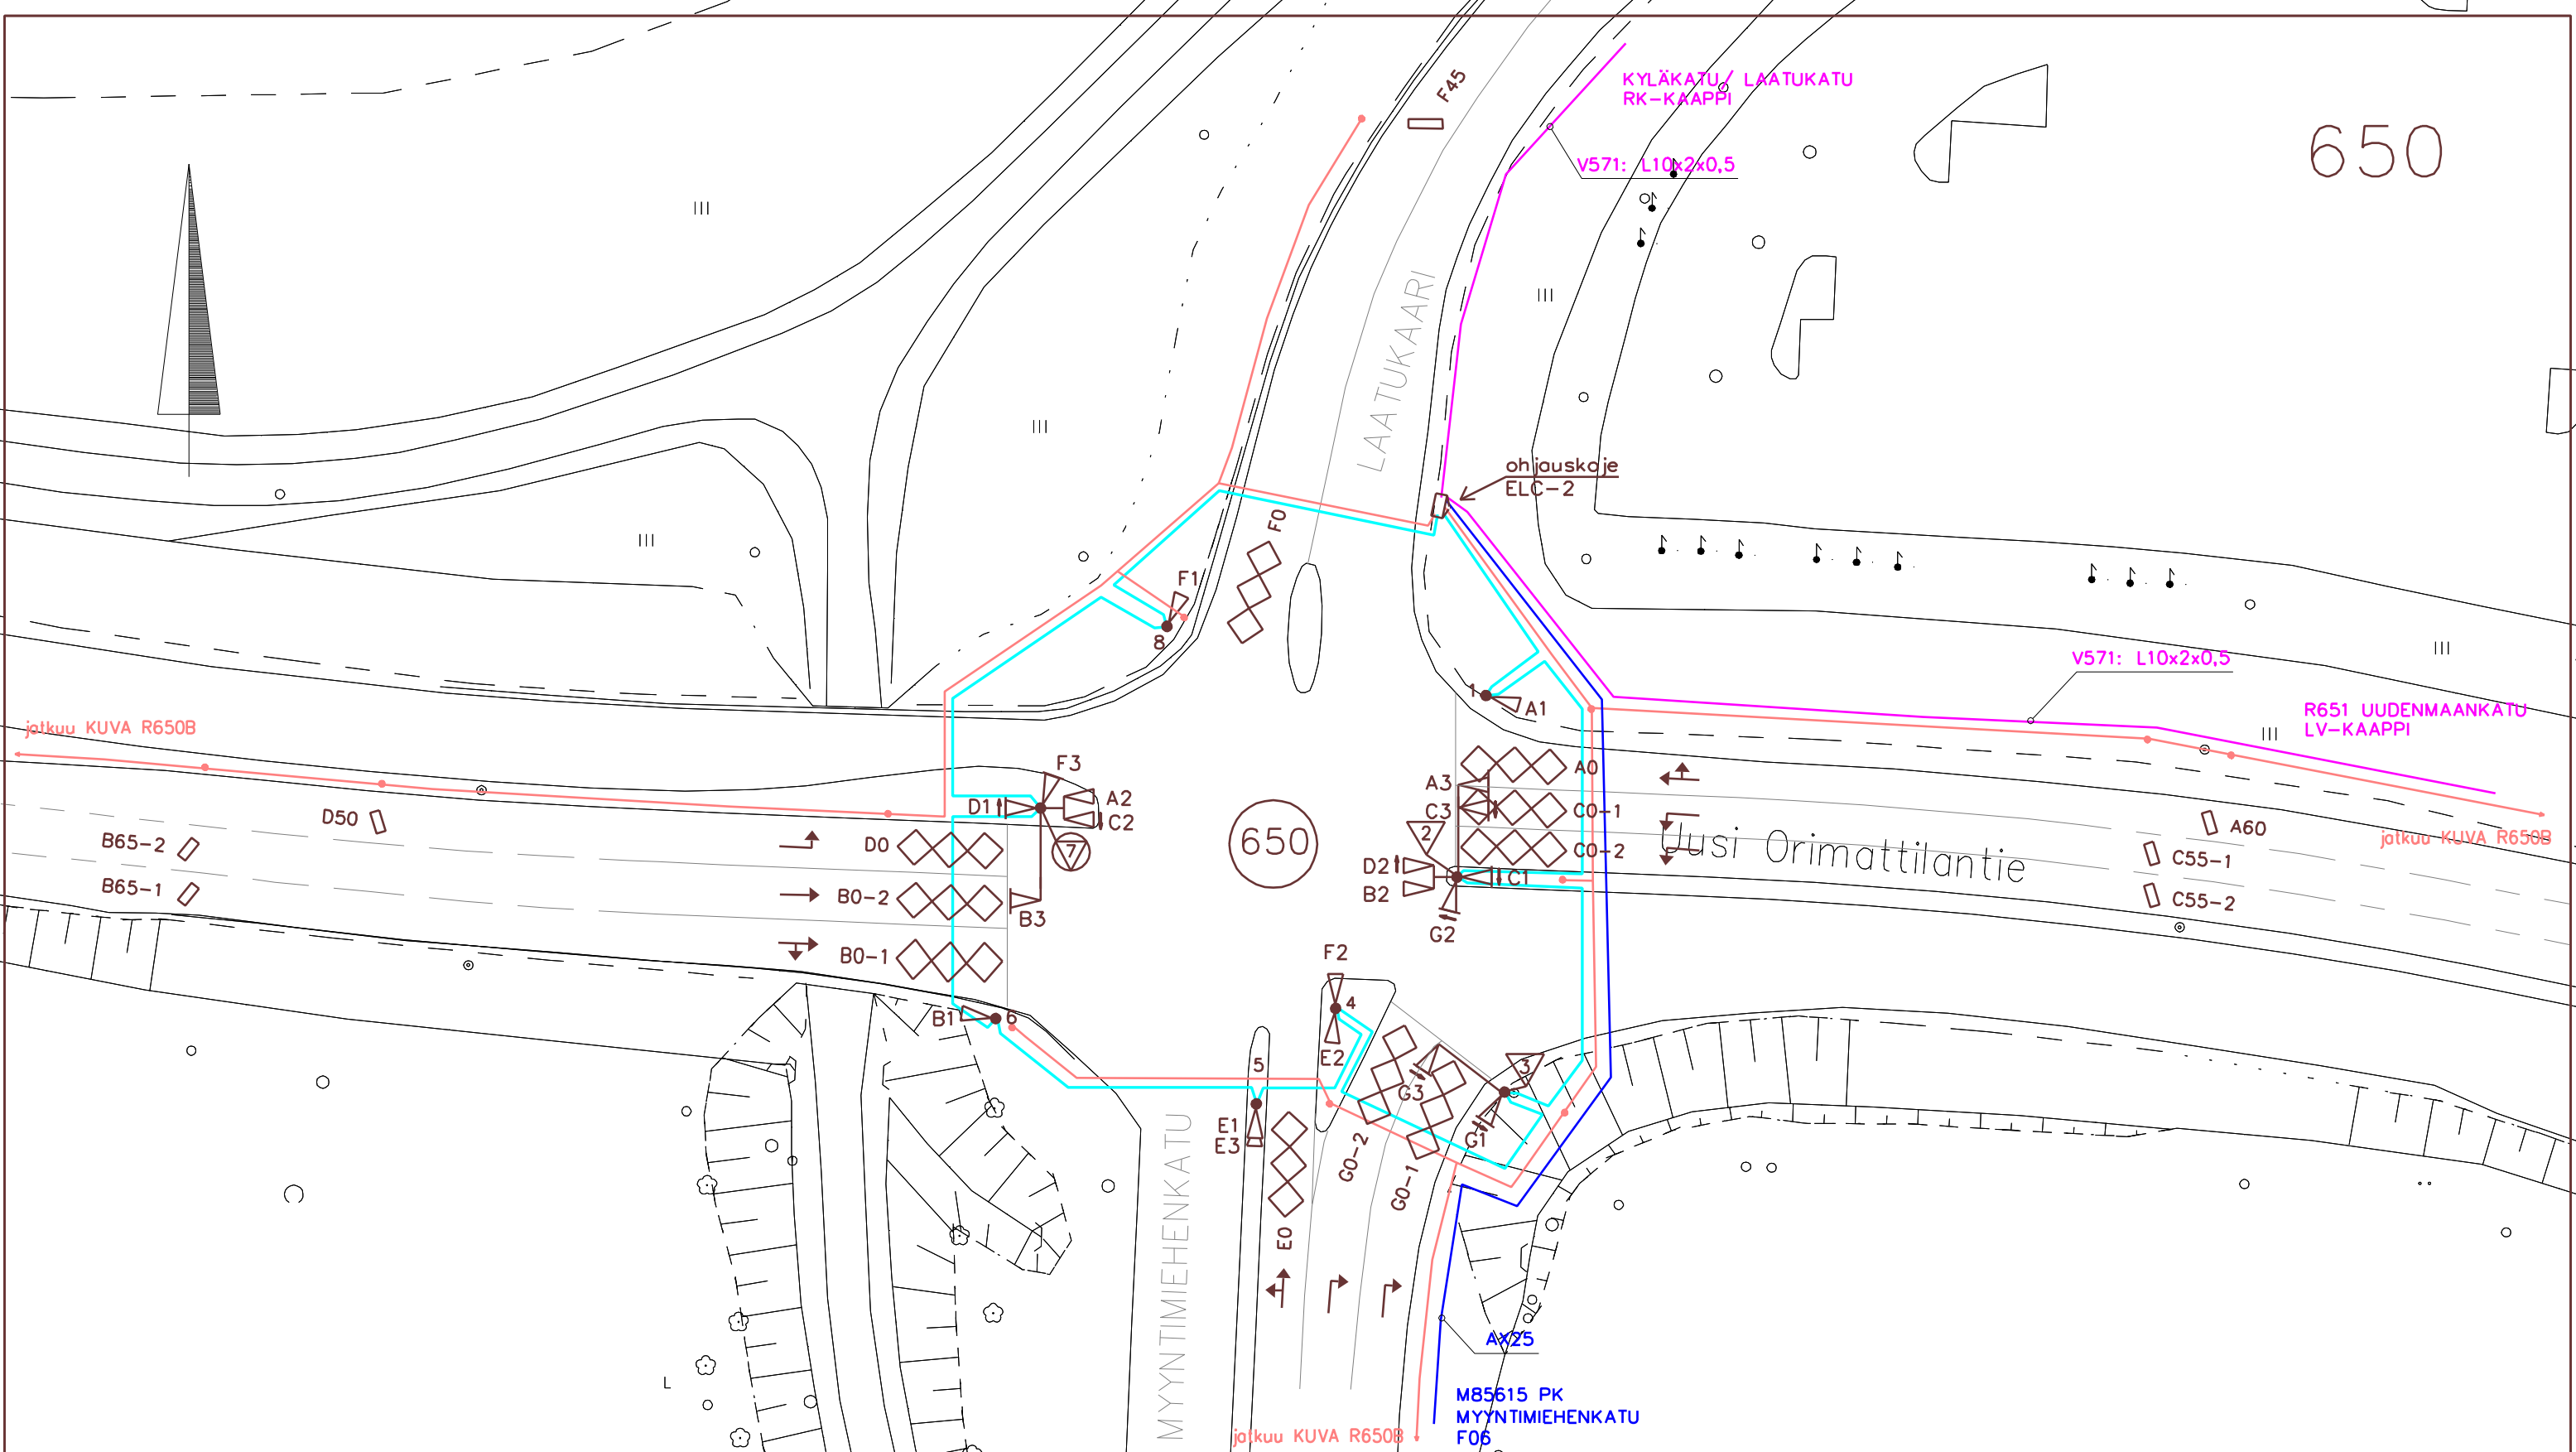 KYLÄKATU/ LAATUKATU
RK-KAAPPI
F45
650
V571: L10x2x0,5
LAATUKAARI
ohjauskoje
ELC-2
F0
F1
8
V571: L10x2x0,5
1
A1
R651 UUDENMAANKATU
LV-KAAPPI
jatkuu KUVA R650B
F3
A0
A3
A2
D1
C2
C3
C0-1
D50
A60
B65-2
D0
7
650
2
C0-2
Uusi Orimattilantie
jatkuu KUVA R650B
C55-1
D2
C1
B65-1
B0-2
B2
C55-2
B3
G2
B0-1
F2
B1
6
4
E2
5
3
G3
E1
E3
G1
G0-2
G0-1
E0
MYYNTIMIEHENKATU
AX25
L
M85615 PK
MYYNTIMIEHENKATU
F06
jatkuu KUVA R650B